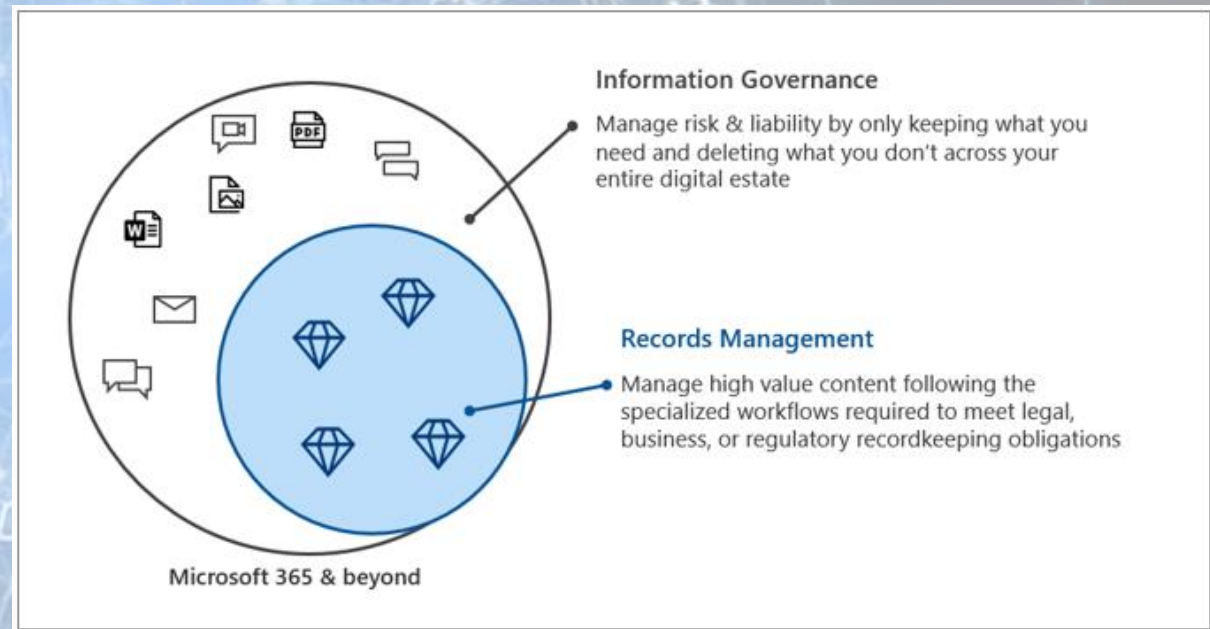 Information Governance
Manage risk & liability by only keeping what you
need and deleting what you don't across your
entire digital estate
PDF
W
Records Management
Manage high value content following the
specialized workflows required to meet legal,
business, or regulatory recordkeeping obligations
Microsoft 365 & beyond